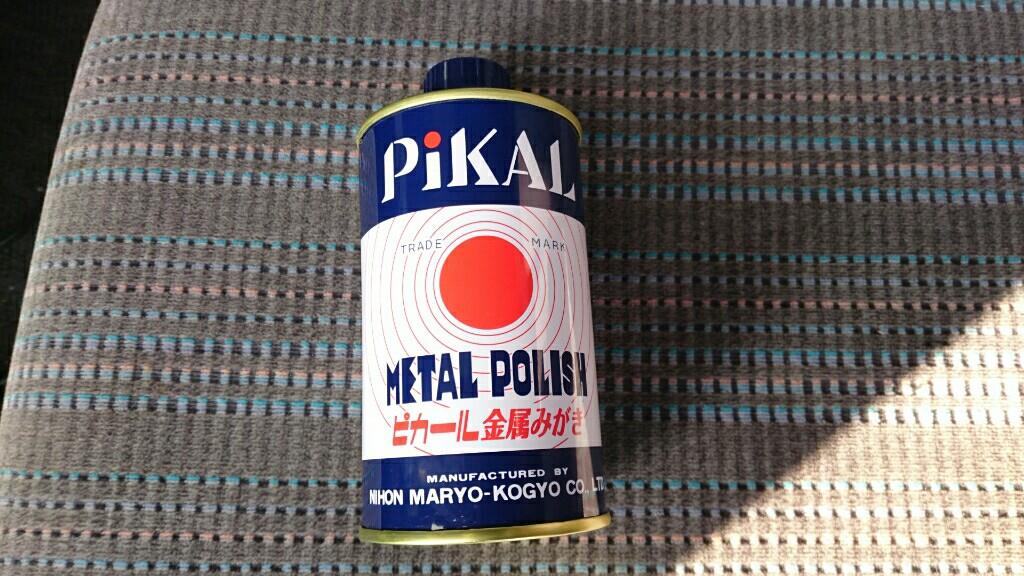 PiKAL
TRADE MARK
METAL POLISH
ピカール金属みがき
MANUFACTURED BY
NIHON MARYO-KOGYO CO., LTD.